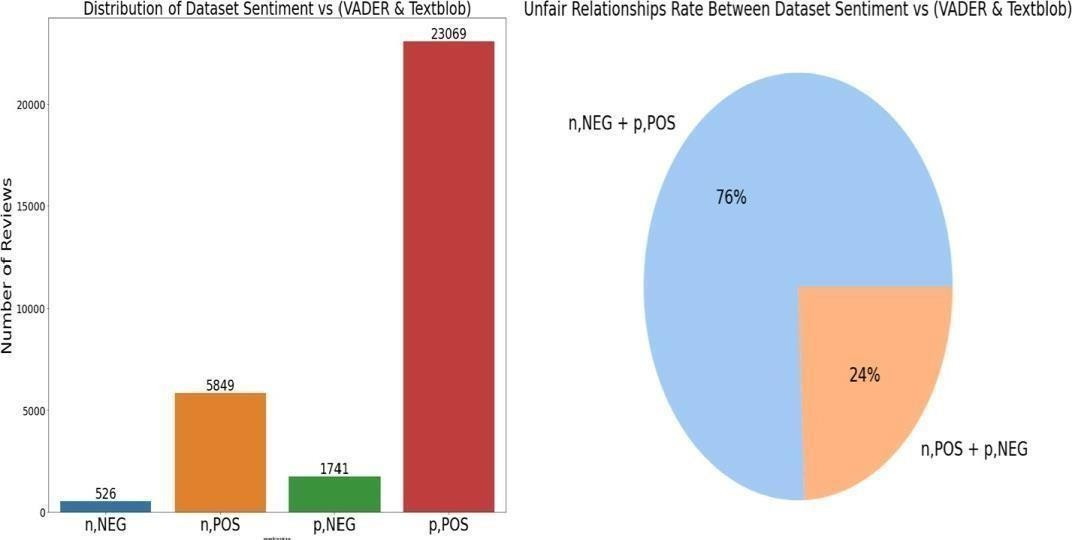 Distribution of Dataset Sentiment vs (VADER & Textblob)
Number of Reviews
20000
15000
10000
5000
0
526
5849
1741
23069
n,NEG
n,POS
p,NEG
p,POS
Unfair Relationships Rate Between Dataset Sentiment vs (VADER & Textblob)
n,NEG + p,POS
76%
24%
n,POS + p,NEG